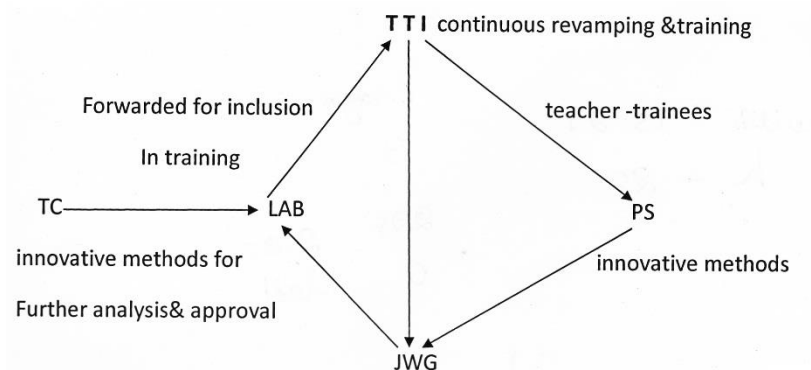 TTI continuous revamping &training
Forwarded for inclusion
teacher -trainees
In training
TC
LAB
PS
innovative methods for
innovative methods
Further analysis& approval
JWG